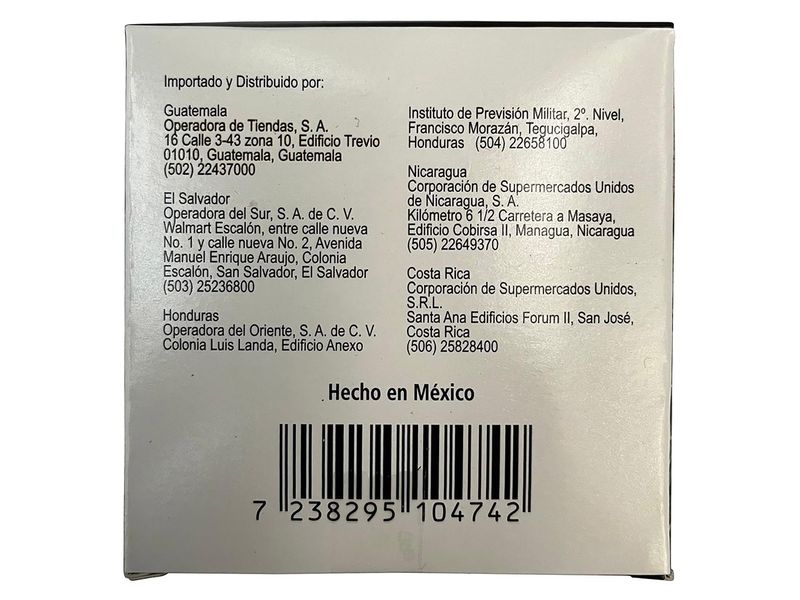 Importado y Distribuido por:
Guatemala
Operadora de Tiendas, S. A.
16 Calle 3-43 zona 10, Edificio Trevio
01010, Guatemala, Guatemala
(502) 22437000
El Salvador
Operadora del Sur, S. A. de C. V.
Walmart Escalón, entre calle nueva
No. 1 y calle nueva No. 2, Avenida
Manuel Enrique Araujo, Colonia
Escalón, San Salvador, El Salvador
(503) 25236800
Honduras
Operadora del Oriente, S. A. de C. V.
Colonia Luis Landa, Edificio Anexo
Instituto de Previsión Militar, 2º. Nivel,
Francisco Morazán, Tegucigalpa,
Honduras (504) 22658100
Nicaragua
Corporación de Supermercados Unidos
de Nicaragua, S. A.
Kilómetro 6 1/2 Carretera a Masaya,
Edificio Cobirsa II, Managua, Nicaragua
(505) 22649370
Costa Rica
Corporación de Supermercados Unidos,
S.R.L.
Santa Ana Edificios Forum II, San José,
Costa Rica
(506) 25828400
Hecho en México
7 238295 104742